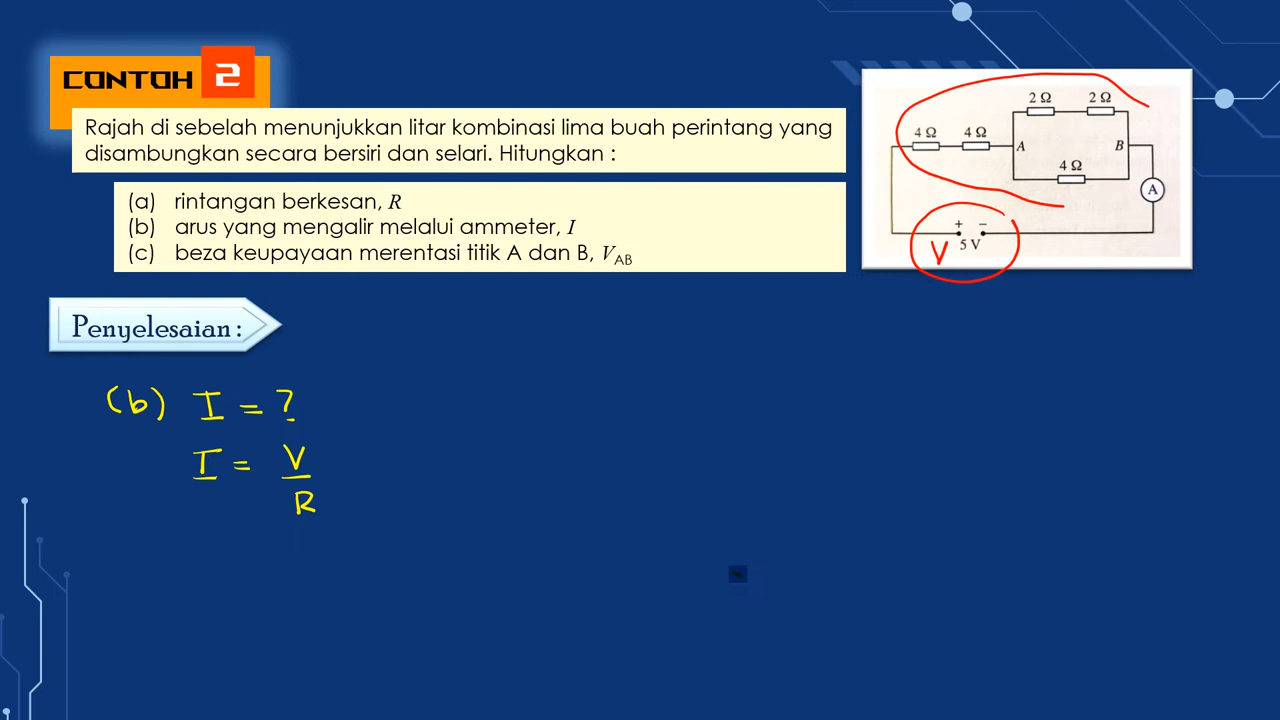 CONTOH 2
Rajah di sebelah menunjukkan litar kombinasi lima buah perintang yang
disambungkan secara bersiri dan selari. Hitungkan :
(a) rintangan berkesan, R
(b) arus yang mengalir melalui ammeter, I
(c) beza keupayaan merentasi titik A dan B, V_AB
2 Ω 2 Ω
4 Ω 4 Ω
A B
4 Ω
A
+ −
V 5 V
Penyelesaian :
(b) I = ?
I = V
R